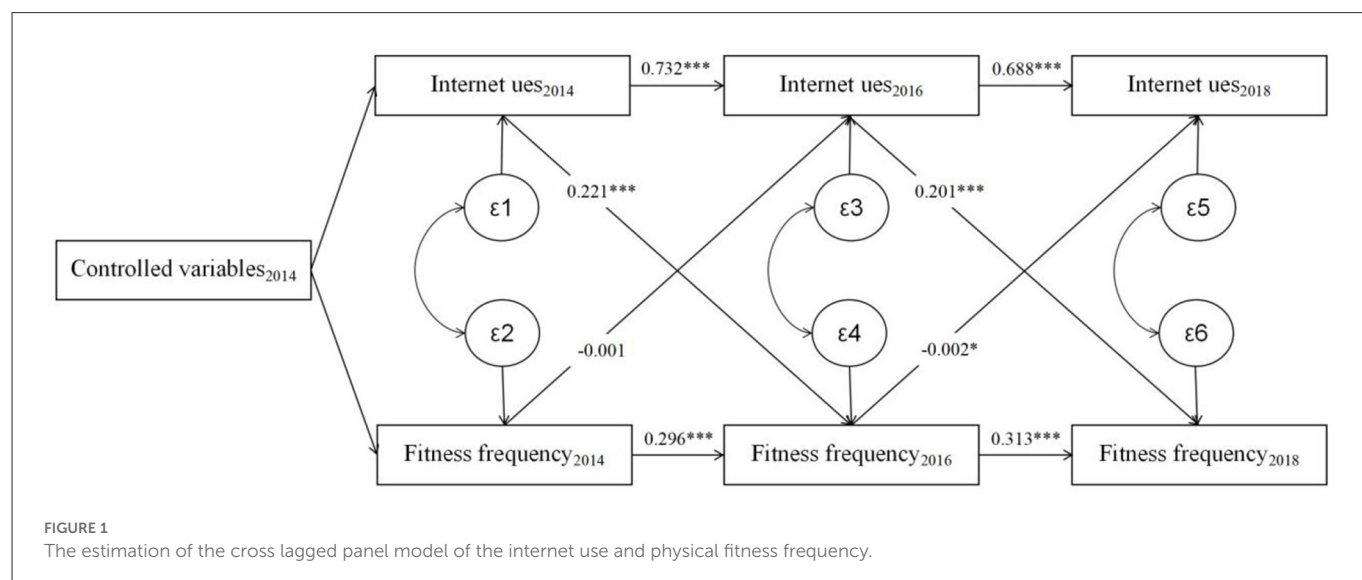 0.732***
0.688***
Internet ues2014
Internet ues2016
Internet ues2018
0.221***
0.201***
ε1
ε3
ε5
Controlled variables2014
ε2
ε4
ε6
-0.001
-0.002*
0.296***
0.313***
Fitness frequency2014
Fitness frequency2016
Fitness frequency2018
FIGURE 1
The estimation of the cross lagged panel model of the internet use and physical fitness frequency.